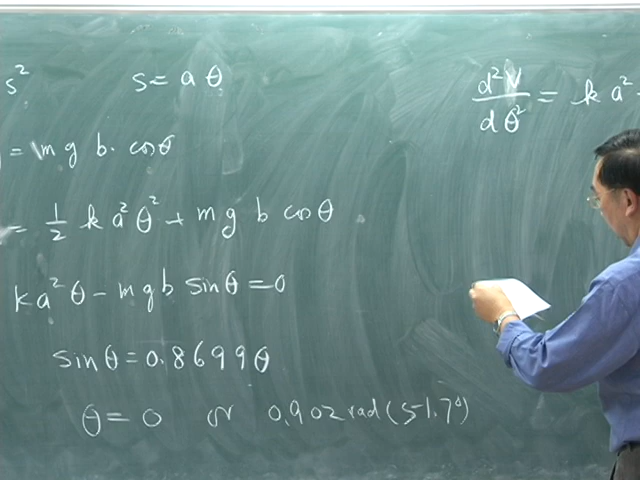 s² s = a θ
= m g b · cos θ
= 1/2 k a² θ² + m g b cos θ
k a² θ - m g b sin θ = 0
sin θ = 0.8699 θ
θ = 0 or 0.902 rad (51.7°)
d²V/dθ² = k a² -